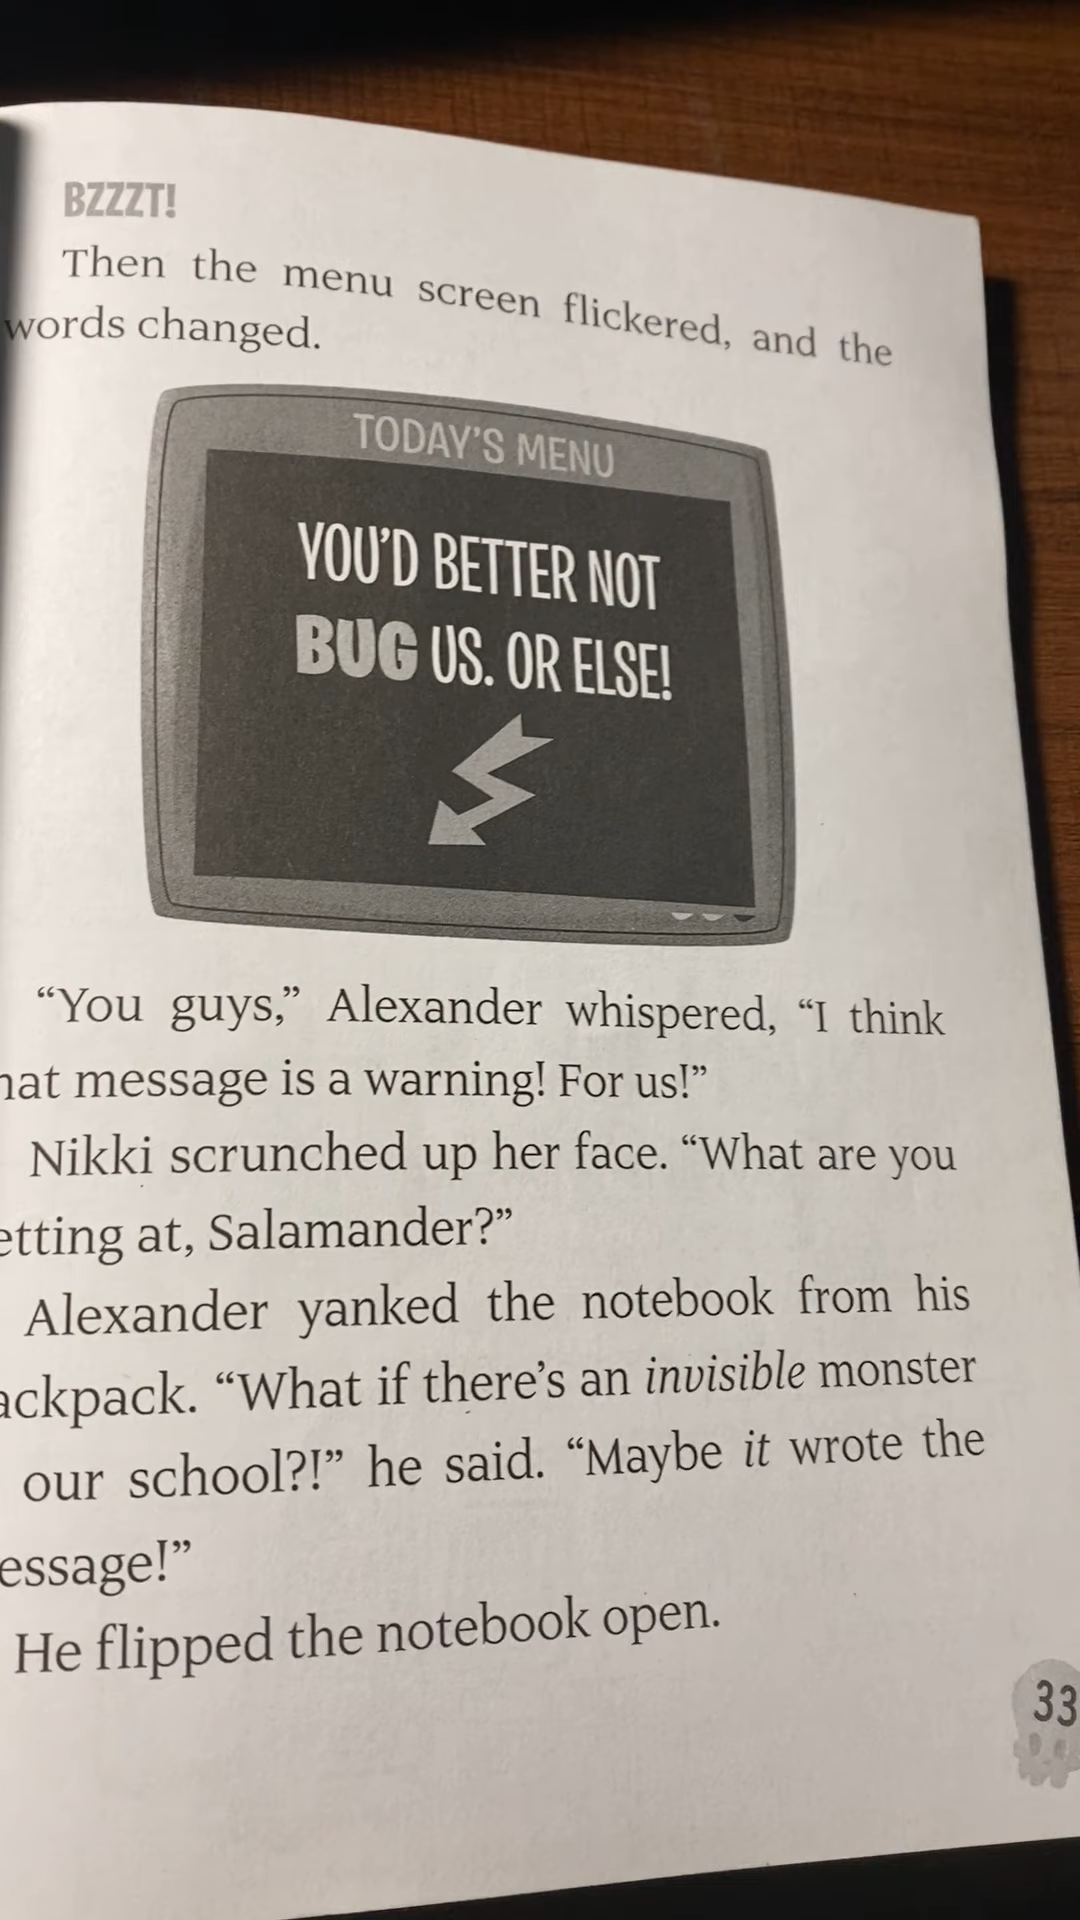 BZZZT!
Then the menu screen flickered, and the
words changed.
TODAY'S MENU
YOU'D BETTER NOT
BUG US. OR ELSE!
“You guys,” Alexander whispered, “I think
hat message is a warning! For us!”
Nikki scrunched up her face. “What are you
etting at, Salamander?”
Alexander yanked the notebook from his
ackpack. “What if there's an invisible monster
our school?!” he said. “Maybe it wrote the
essage!”
He flipped the notebook open.
33